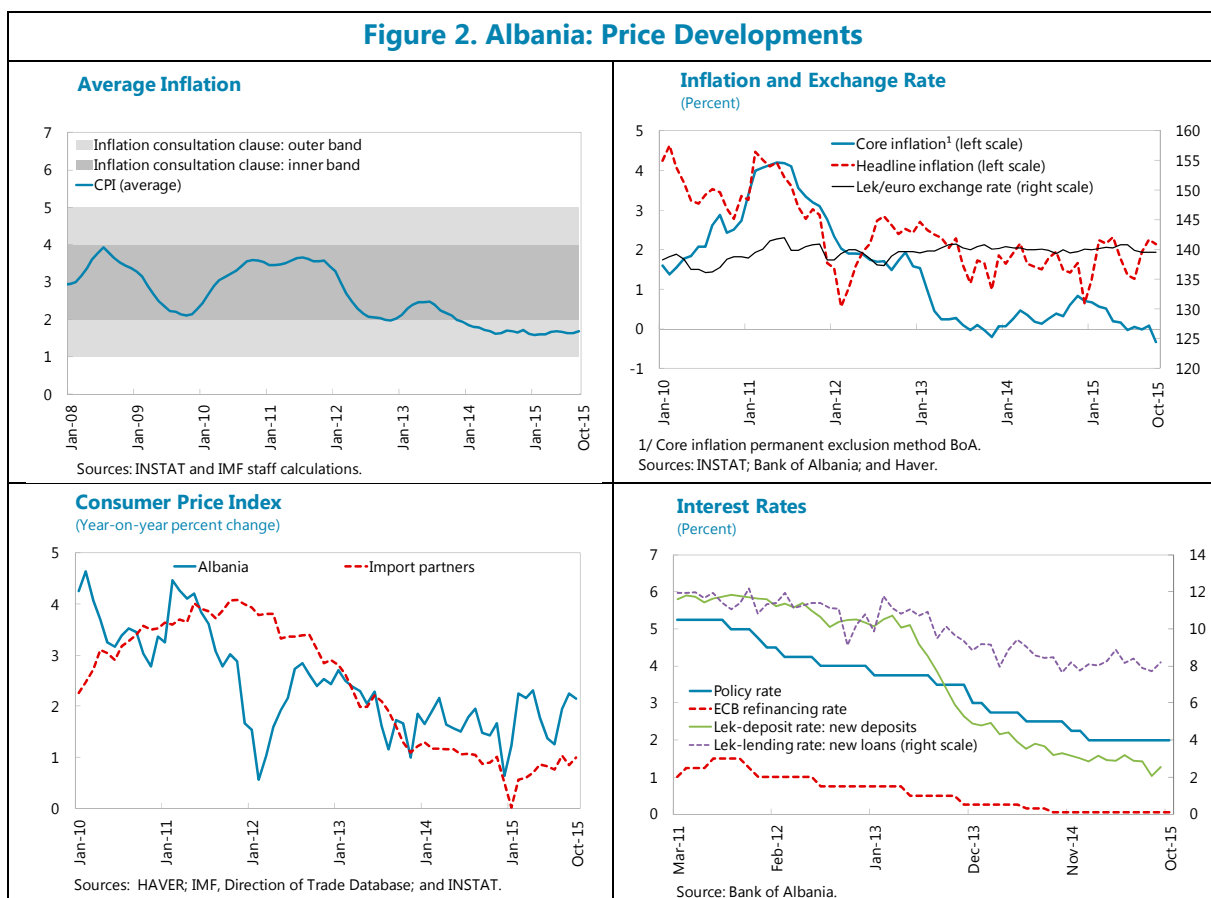 Figure 2. Albania: Price Developments
Average Inflation
7
6
5
4
3
2
1
0
Inflation consultation clause: outer band
Inflation consultation clause: inner band
CPI (average)
Jan-08
Jan-09
Jan-10
Jan-11
Jan-12
Jan-13
Jan-14
Jan-15
Oct-15
Sources: INSTAT and IMF staff calculations.
Inflation and Exchange Rate
(Percent)
5
4
3
2
1
0
-1
Core inflation¹ (left scale)
Headline inflation (left scale)
Lek/euro exchange rate (right scale)
160
155
150
145
140
135
130
125
120
Jan-10
Jan-11
Jan-12
Jan-13
Jan-14
Jan-15
Oct-15
1/ Core inflation permanent exclusion method BoA.
Sources: INSTAT; Bank of Albania; and Haver.
Consumer Price Index
(Year-on-year percent change)
5
4
3
2
1
0
Albania
Import partners
Jan-10
Jan-11
Jan-12
Jan-13
Jan-14
Jan-15
Oct-15
Sources: HAVER; IMF, Direction of Trade Database; and INSTAT.
Interest Rates
(Percent)
7
6
5
4
3
2
1
0
Policy rate
ECB refinancing rate
Lek-deposit rate: new deposits
Lek-lending rate: new loans (right scale)
14
12
10
8
6
4
2
0
Mar-11
Feb-12
Jan-13
Dec-13
Nov-14
Oct-15
Source: Bank of Albania.